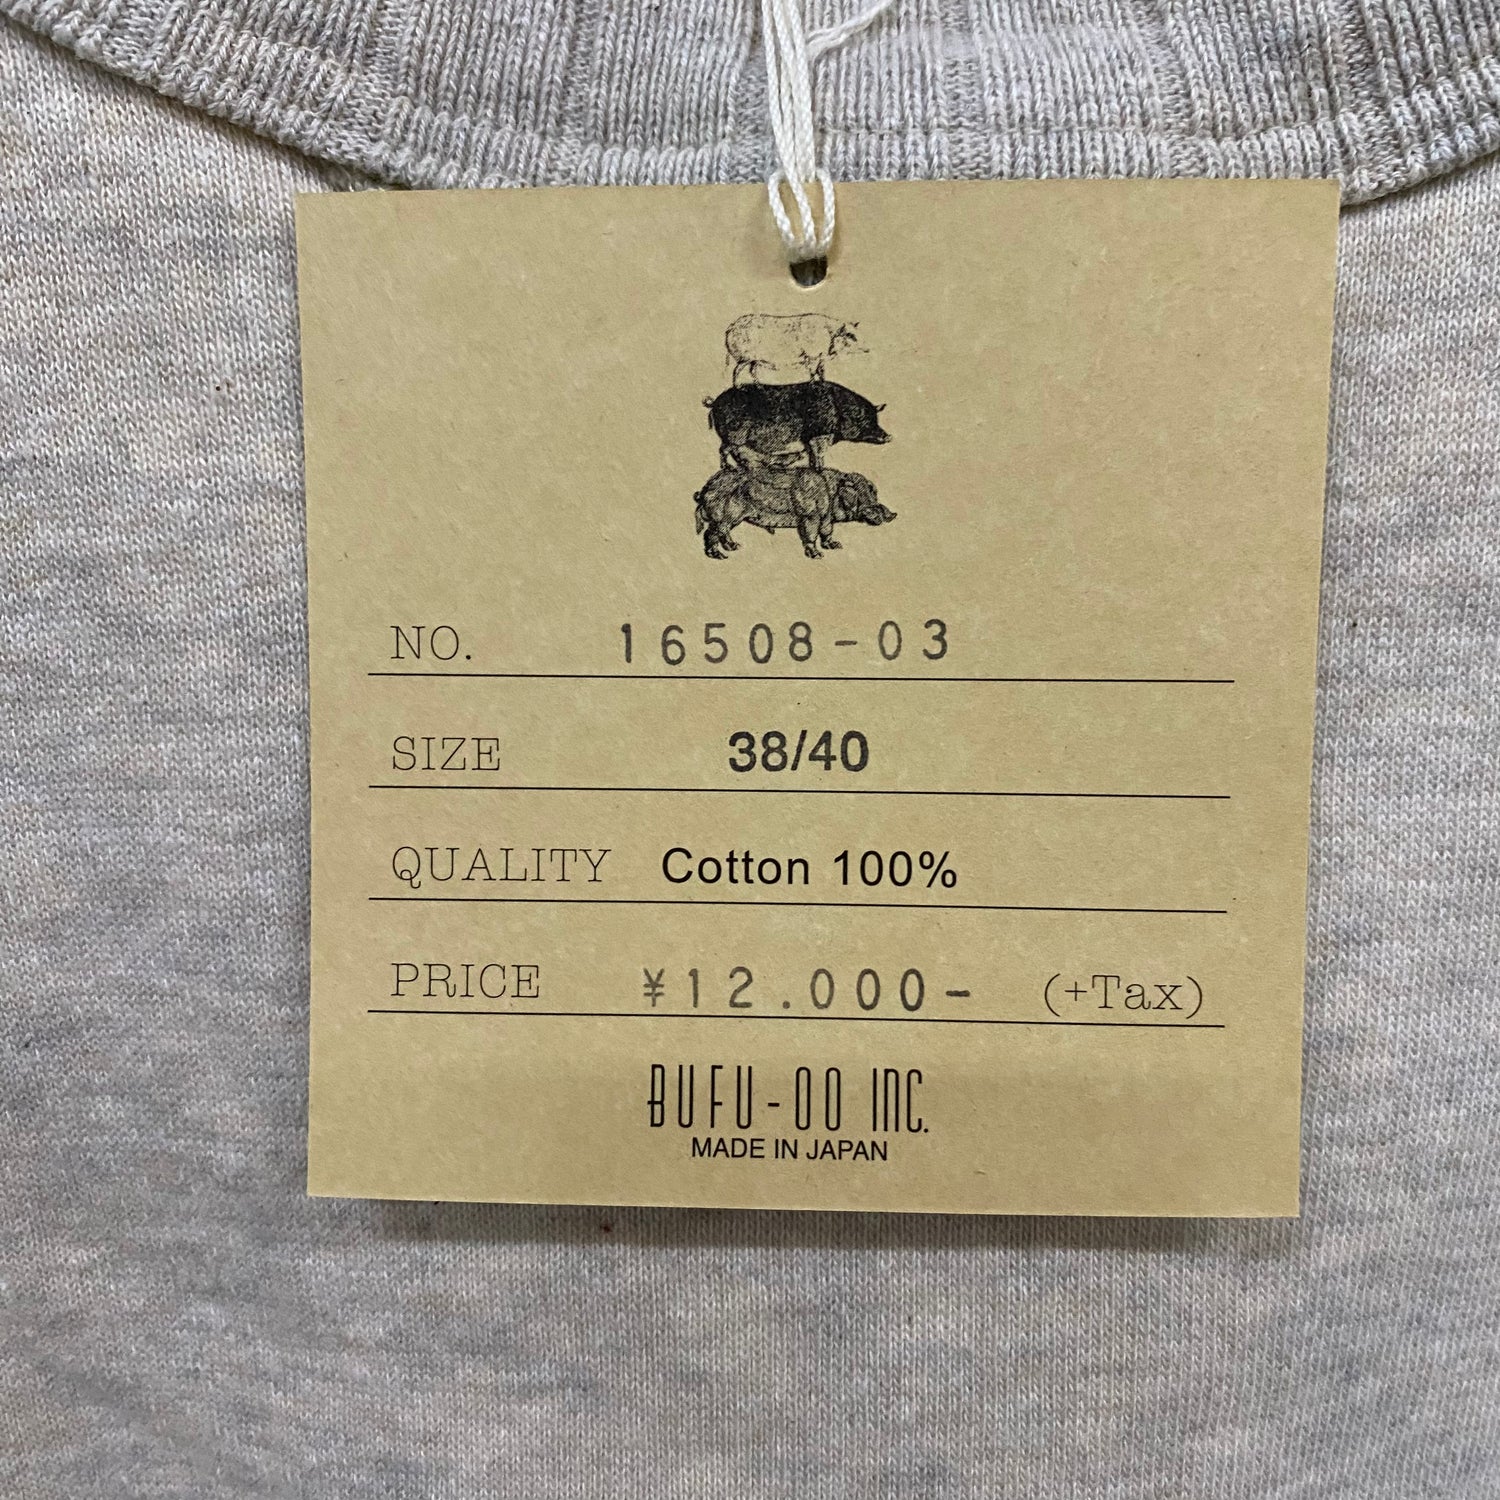 NO. 16508-03
SIZE 38/40
QUALITY Cotton 100%
PRICE ¥12.000- (+Tax)
BUFU-OO INC.
MADE IN JAPAN